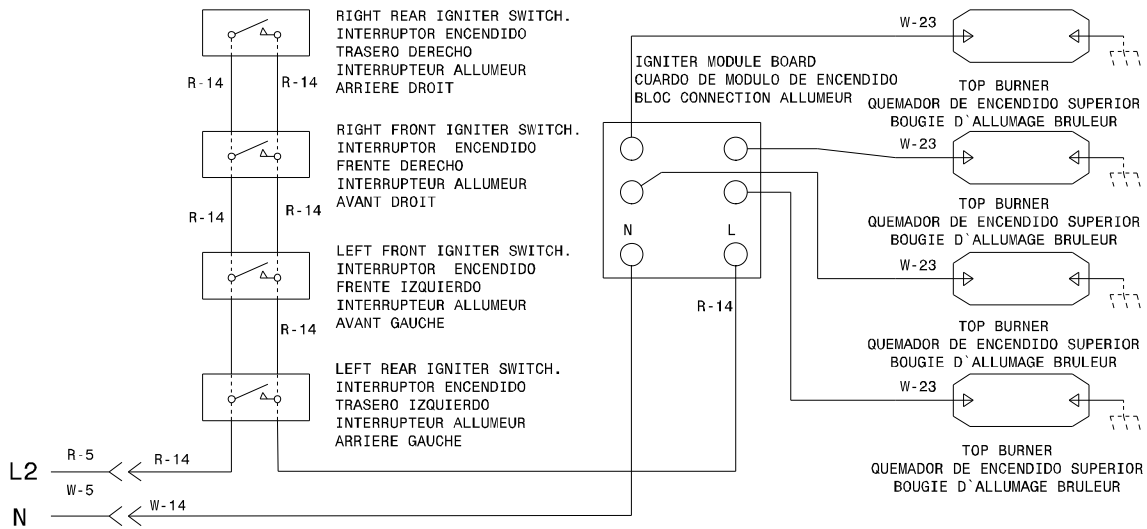 RIGHT REAR IGNITER SWITCH.
INTERRUPTOR ENCENDIDO
TRASERO DERECHO
INTERRUPTEUR ALLUMEUR
ARRIERE DROIT
R-14
R-14
RIGHT FRONT IGNITER SWITCH.
INTERRUPTOR ENCENDIDO
FRENTE DERECHO
INTERRUPTEUR ALLUMEUR
AVANT DROIT
R-14
R-14
LEFT FRONT IGNITER SWITCH.
INTERRUPTOR ENCENDIDO
FRENTE IZQUIERDO
INTERRUPTEUR ALLUMEUR
AVANT GAUCHE
R-14
LEFT REAR IGNITER SWITCH.
INTERRUPTOR ENCENDIDO
TRASERO IZQUIERDO
INTERRUPTEUR ALLUMEUR
ARRIERE GAUCHE
L2
R-5
R-14
N
W-5
W-14
IGNITER MODULE BOARD
CUARDO DE MODULO DE ENCENDIDO
BLOC CONNECTION ALLUMEUR
N
L
R-14
W-23
TOP BURNER
QUEMADOR DE ENCENDIDO SUPERIOR
BOUGIE D`ALLUMAGE BRULEUR
W-23
TOP BURNER
QUEMADOR DE ENCENDIDO SUPERIOR
BOUGIE D`ALLUMAGE BRULEUR
W-23
TOP BURNER
QUEMADOR DE ENCENDIDO SUPERIOR
BOUGIE D`ALLUMAGE BRULEUR
W-23
TOP BURNER
QUEMADOR DE ENCENDIDO SUPERIOR
BOUGIE D`ALLUMAGE BRULEUR